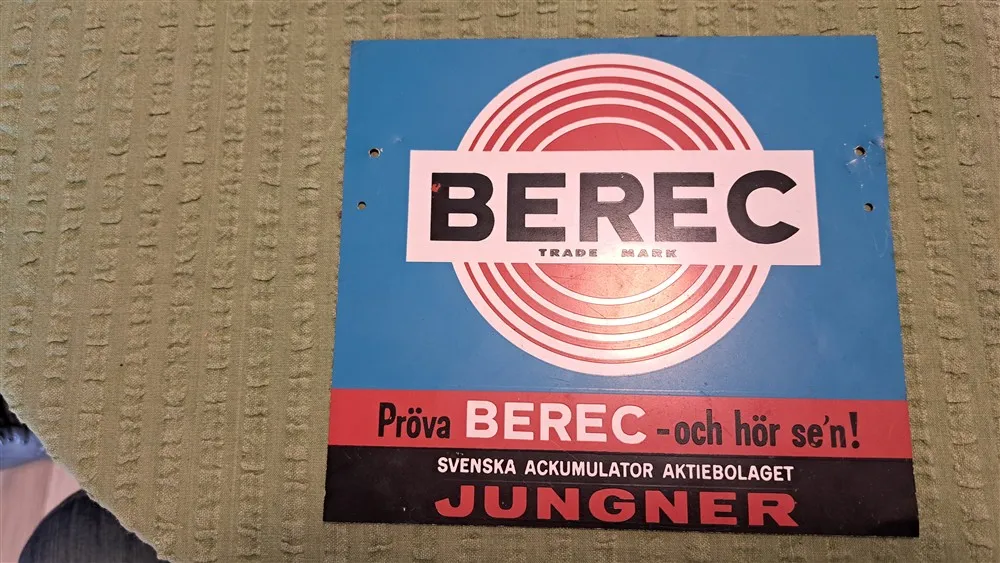 BEREC
TRADE MARK
Pröva BEREC - och hör se'n!
SVENSKA ACKUMULATOR AKTIEBOLAGET
JUNGNER